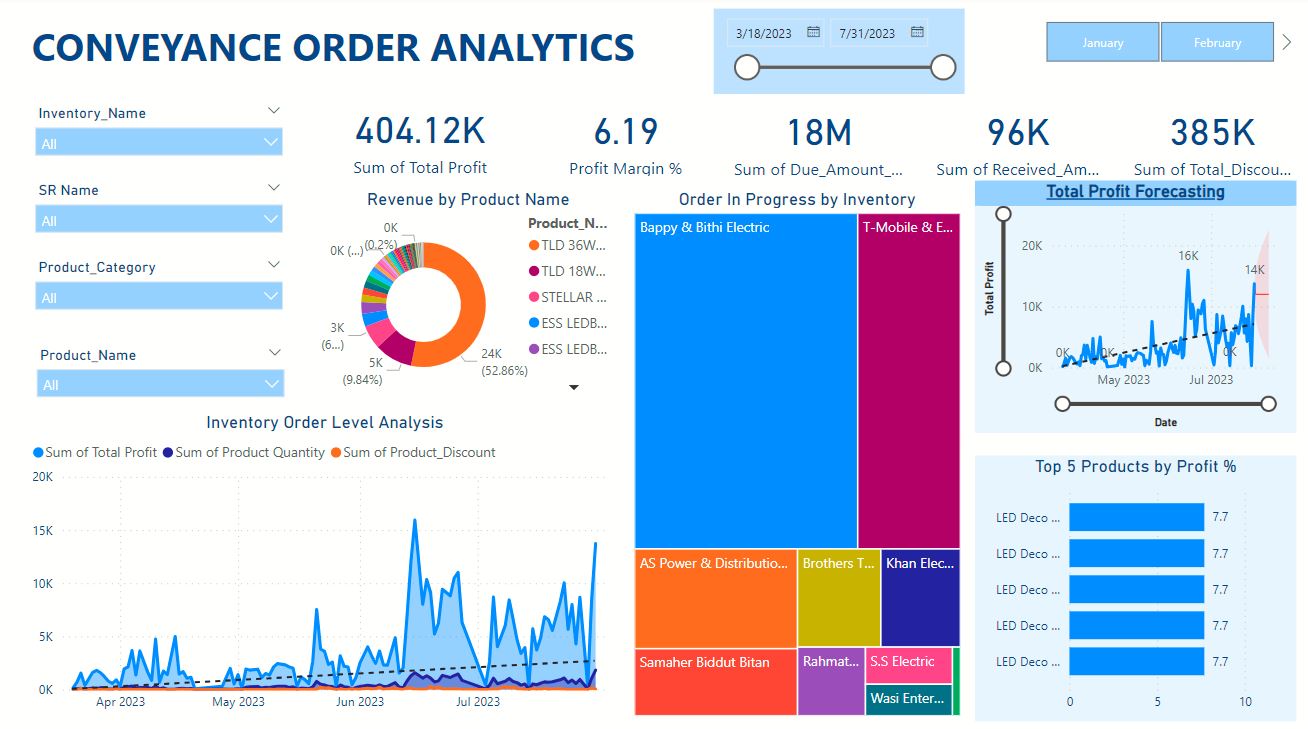 CONVEYANCE ORDER ANALYTICS
3/18/2023
7/31/2023
January
February
Inventory_Name
All
SR Name
All
Product_Category
All
Product_Name
All
404.12K
Sum of Total Profit
6.19
Profit Margin %
18M
Sum of Due_Amount_...
96K
Sum of Received_Am...
385K
Sum of Total_Discou...
Revenue by Product Name
0K
(0.2%)
0K (...)
3K
(6...)
5K
(9.84%)
24K
(52.86%)
Product_N...
TLD 36W...
TLD 18W...
STELLAR ...
ESS LEDB...
ESS LEDB...
Order In Progress by Inventory
Bappy & Bithi Electric
T-Mobile & E...
AS Power & Distributio...
Brothers T...
Khan Elec...
Samaher Biddut Bitan
Rahmat...
S.S Electric
Wasi Enter...
Total Profit Forecasting
Total Profit
20K
10K
0K
16K
14K
0K
0K
0K
May 2023
Jul 2023
Date
Inventory Order Level Analysis
Sum of Total Profit
Sum of Product Quantity
Sum of Product_Discount
20K
15K
10K
5K
0K
Apr 2023
May 2023
Jun 2023
Jul 2023
Top 5 Products by Profit %
LED Deco ...
7.7
LED Deco ...
7.7
LED Deco ...
7.7
LED Deco ...
7.7
LED Deco ...
7.7
0
5
10